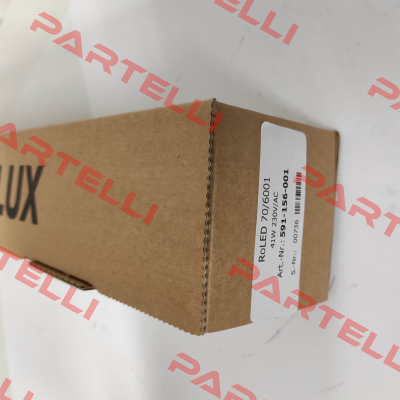 LUX
RoLED 70/6001
41W 230V/AC
Art.-Nr.: 591-156-001
S.-Nr.: 00736
PARTELLI
PARTELLI
PARTELLI
PARTELLI
PARTELLI